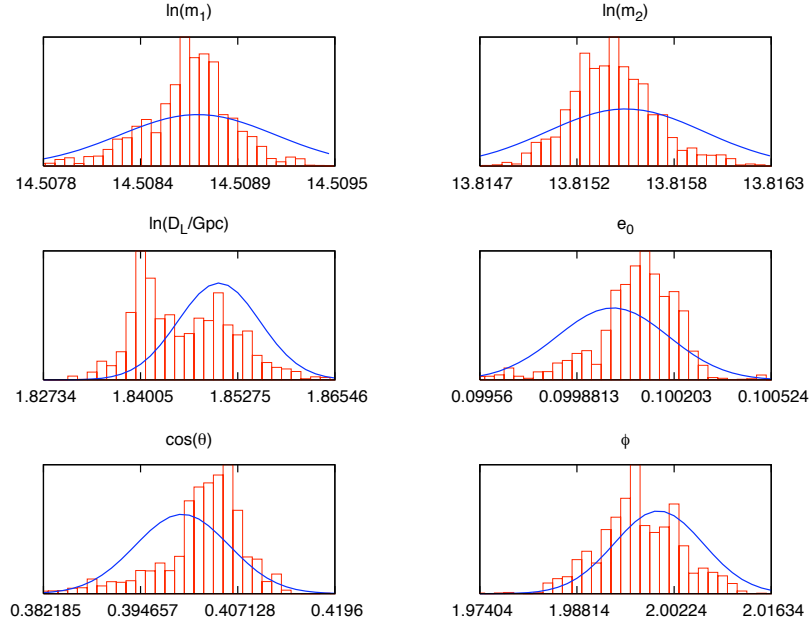 ln(m₁) ln(m₂)
14.5078 14.5084 14.5089 14.5095 13.8147 13.8152 13.8158 13.8163
ln(D_L/Gpc) e₀
1.82734 1.84005 1.85275 1.86546 0.09956 0.0998813 0.100203 0.100524
cos(θ) ϕ
0.382185 0.394657 0.407128 0.4196 1.97404 1.98814 2.00224 2.01634